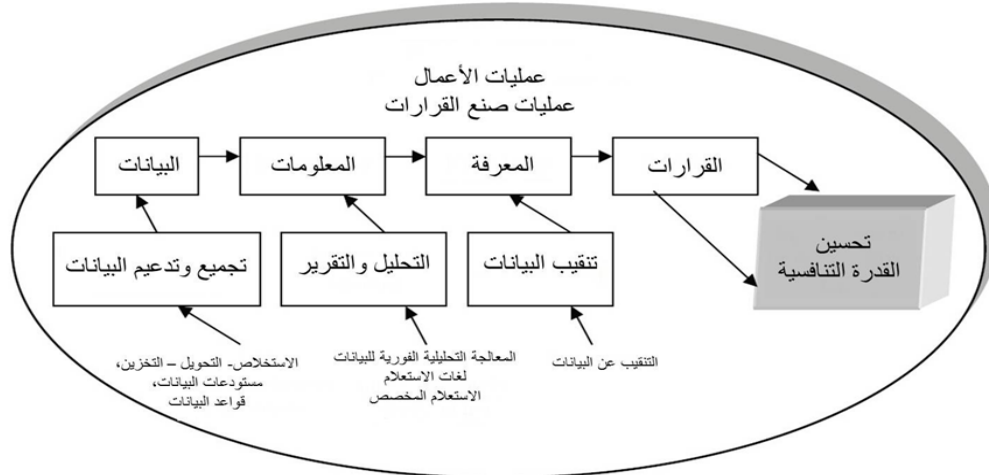 عمليات الأعمال
عمليات صنع القرارات
البيانات
المعلومات
المعرفة
القرارات
تحسين
القدرة التنافسية
تجميع وتدعيم البيانات
التحليل والتقرير
تنقيب البيانات
الاستخلاص- التحويل – التخزين،
مستودعات البيانات،
قواعد البيانات
المعالجة التحليلية الفورية للبيانات
لغات الاستعلام
الاستعلام المخصص
التنقيب عن البيانات